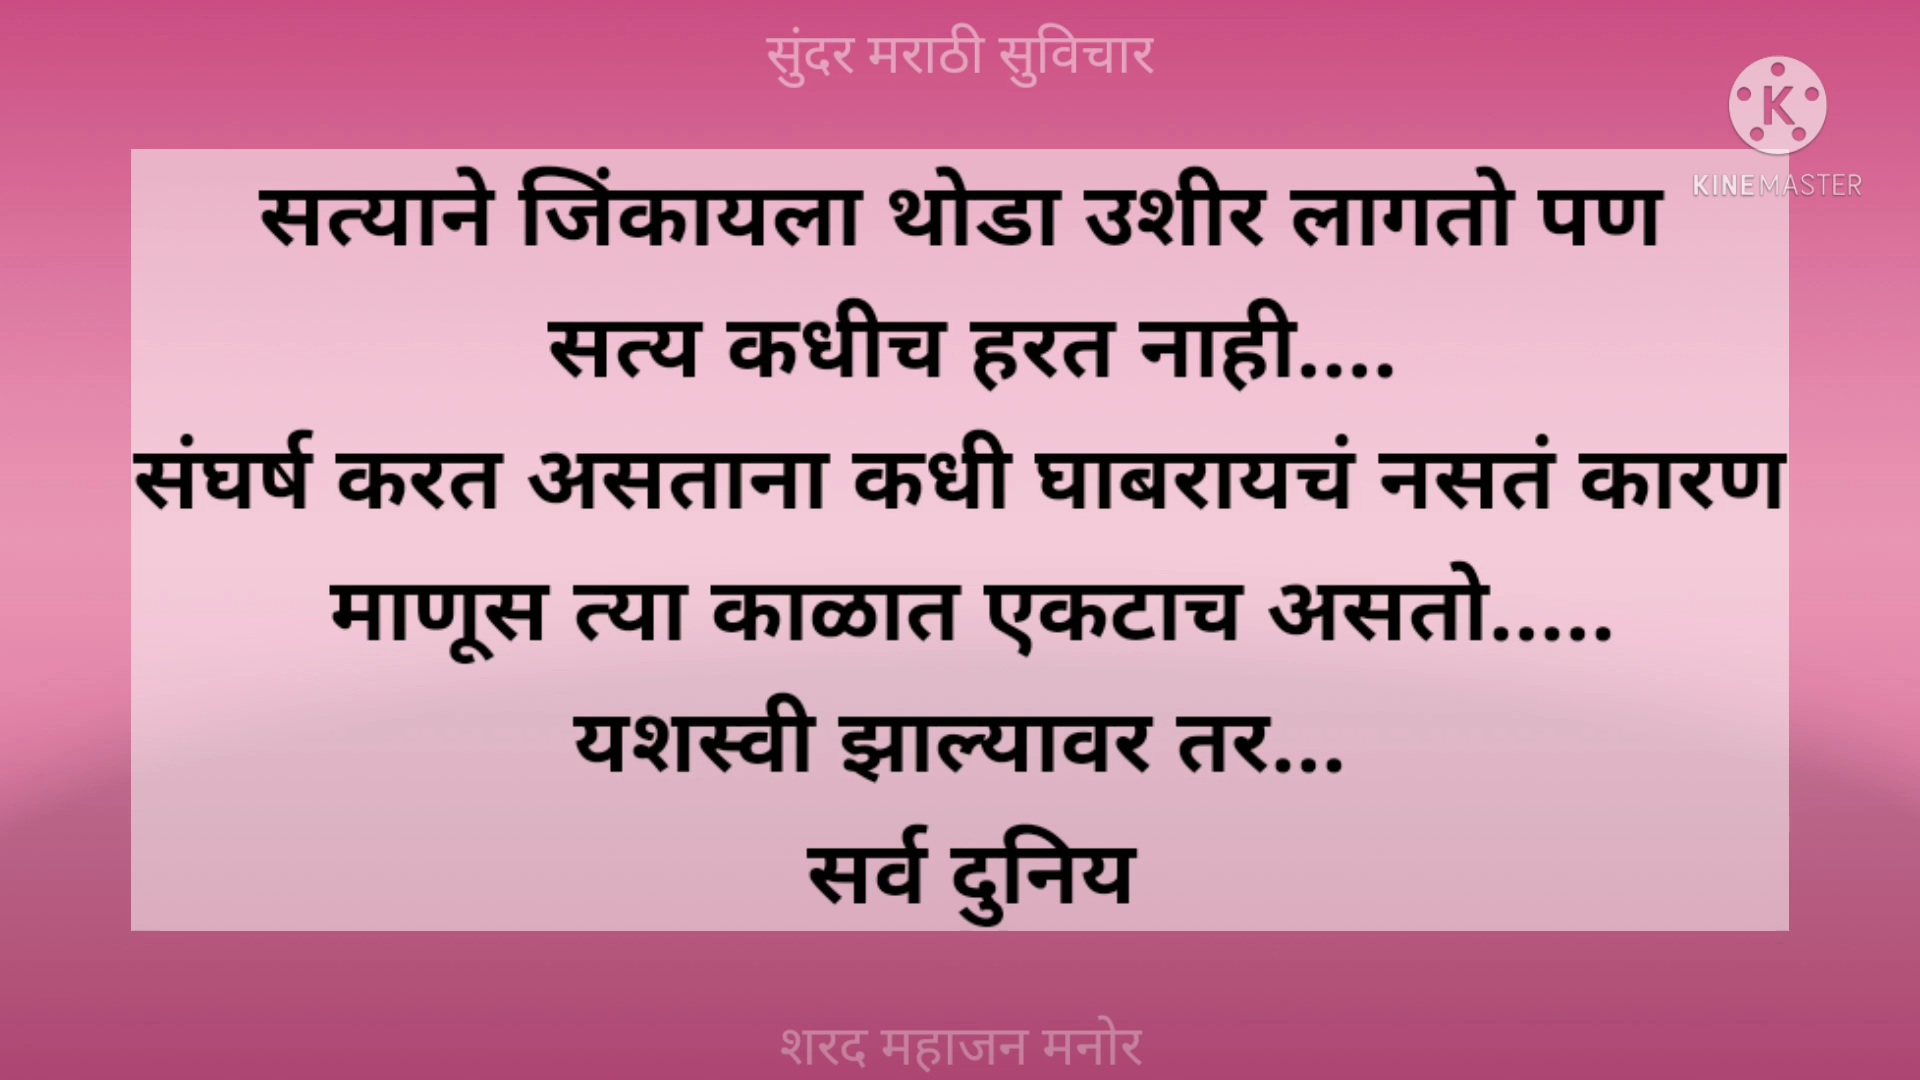 सुंदर मराठी सुविचार
K
KINEMASTER
सत्याने जिंकायला थोडा उशीर लागतो पण
सत्य कधीच हरत नाही....
संघर्ष करत असताना कधी घाबरायचं नसतं कारण
माणूस त्या काळात एकटाच असतो.....
यशस्वी झाल्यावर तर...
सर्व दुनिय
शरद महाजन मनोर